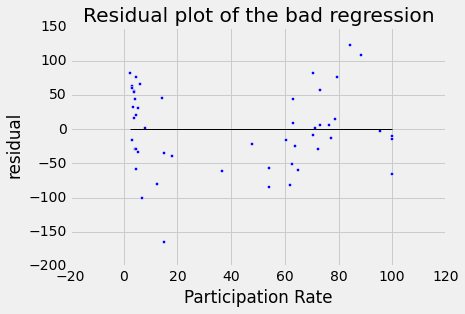 Residual plot of the bad regression
150
100
50
0
−50
−100
−150
−200
residual
−20 0 20 40 60 80 100 120
Participation Rate